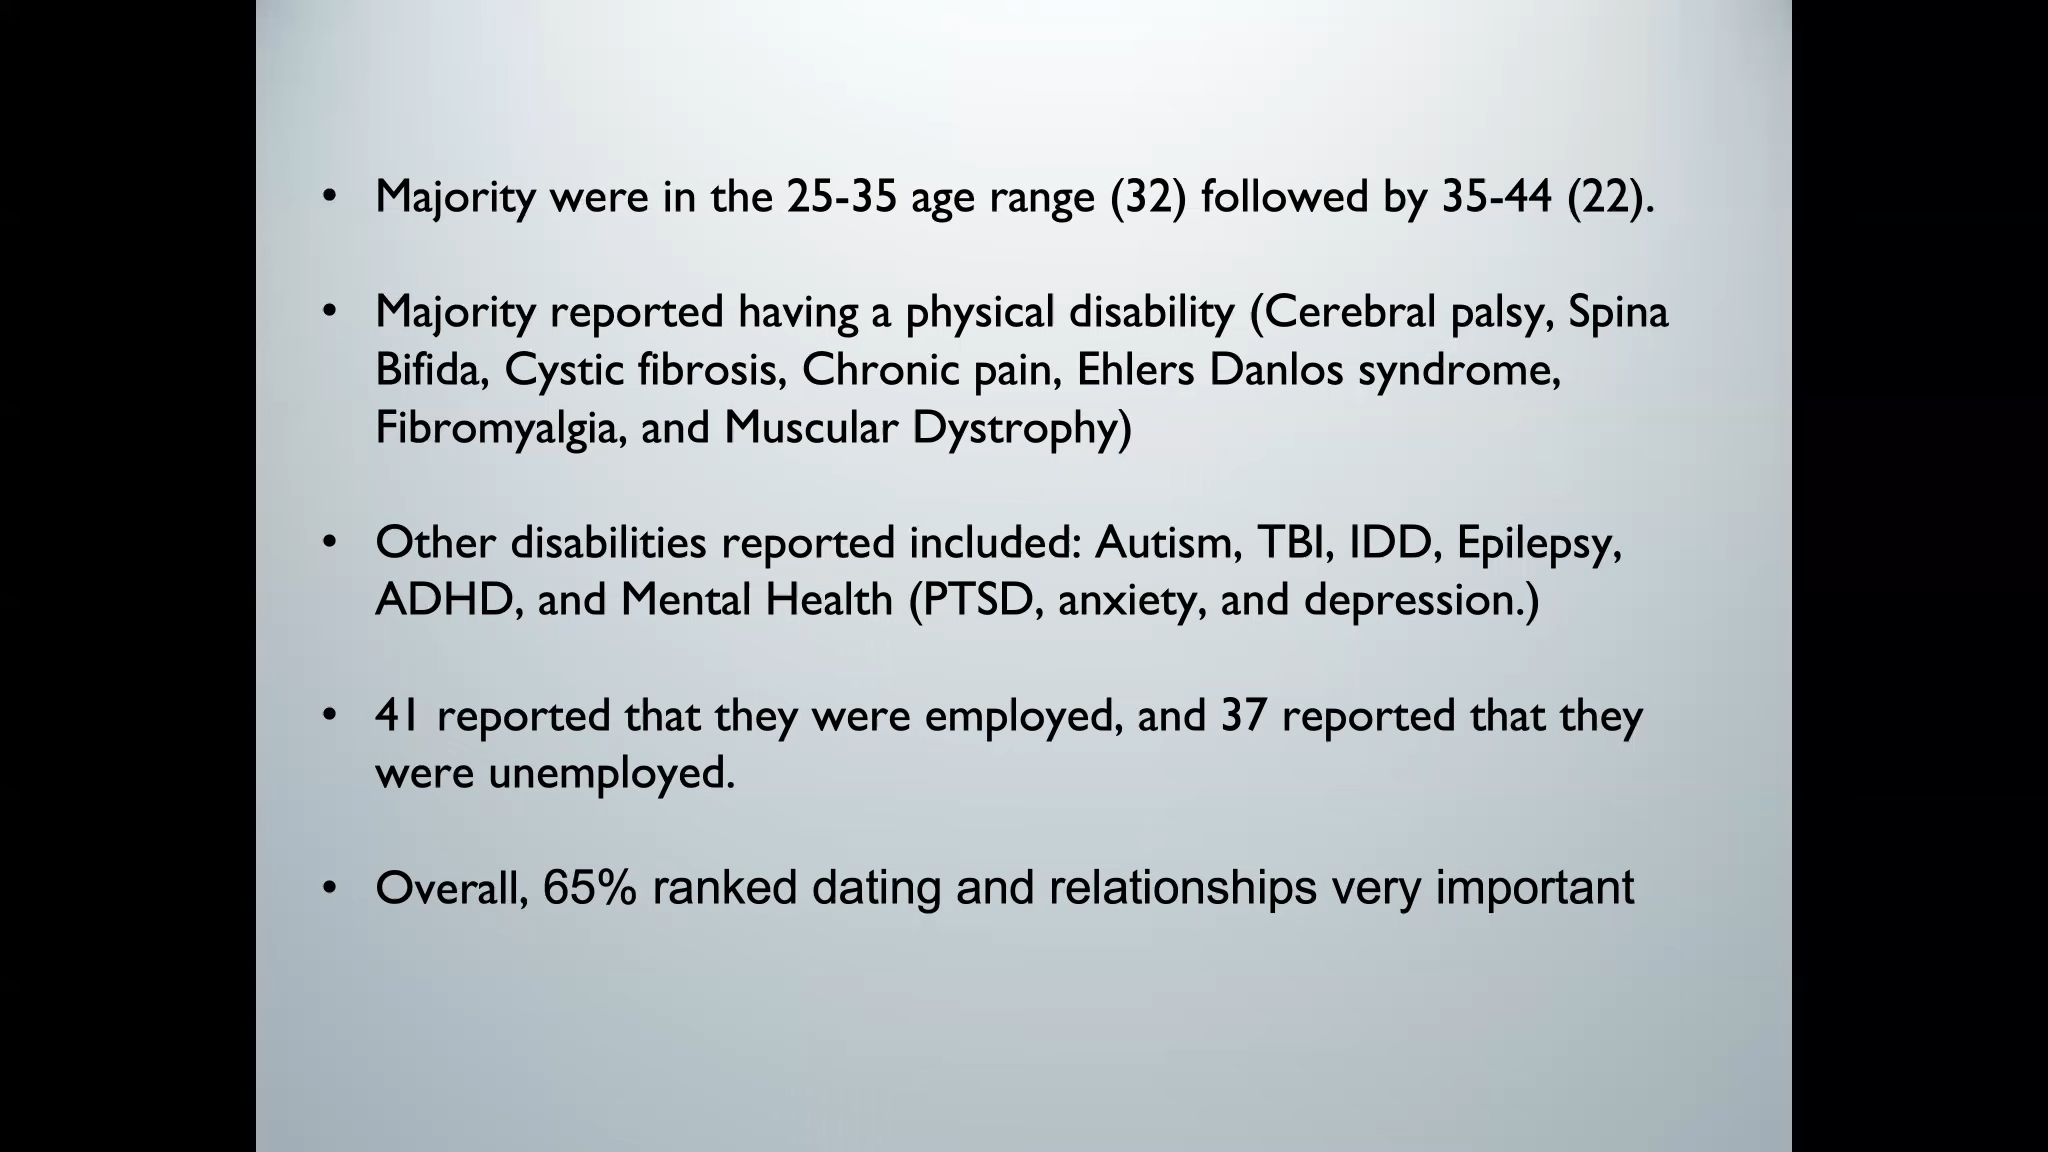 • Majority were in the 25-35 age range (32) followed by 35-44 (22).
• Majority reported having a physical disability (Cerebral palsy, Spina
Bifida, Cystic fibrosis, Chronic pain, Ehlers Danlos syndrome,
Fibromyalgia, and Muscular Dystrophy)
• Other disabilities reported included: Autism, TBI, IDD, Epilepsy,
ADHD, and Mental Health (PTSD, anxiety, and depression.)
• 41 reported that they were employed, and 37 reported that they
were unemployed.
• Overall, 65% ranked dating and relationships very important